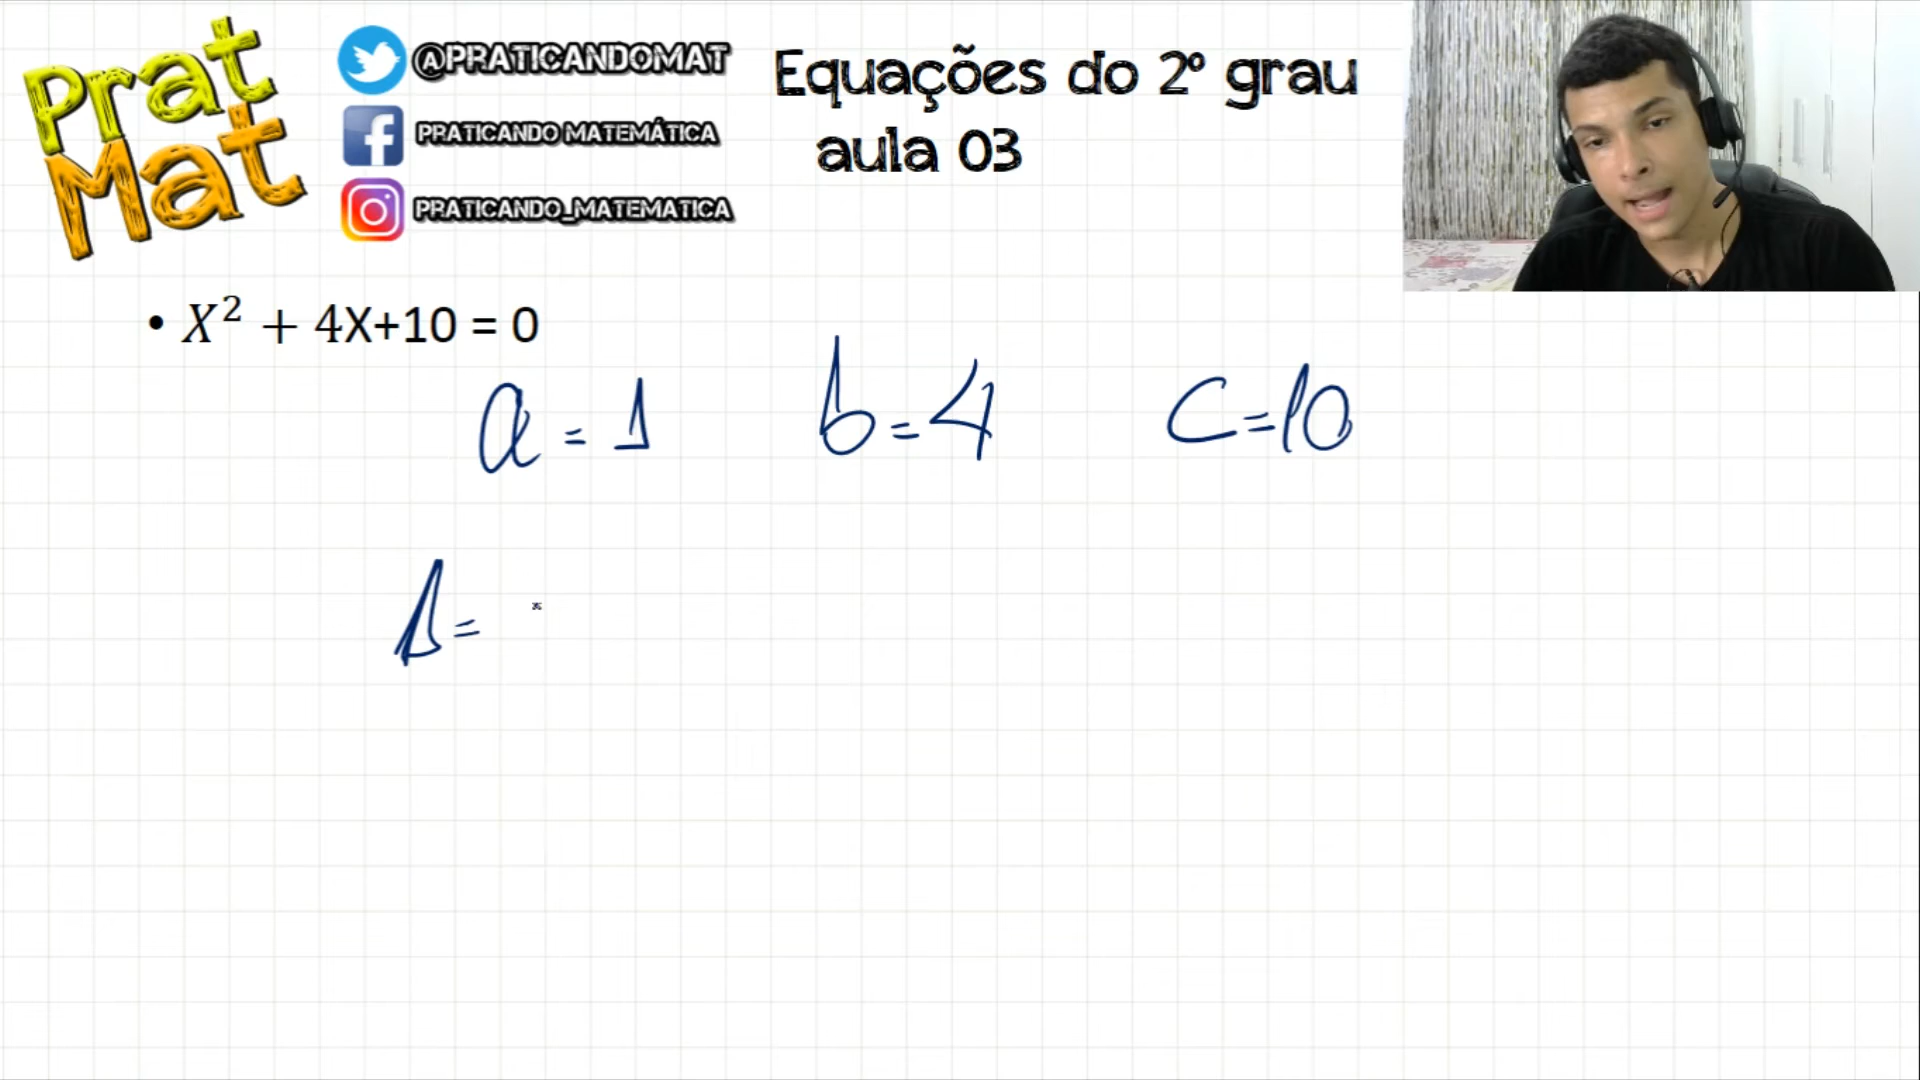 Prat
Mat
@PRATICANDOMAT
PRATICANDO MATEMÁTICA
PRATICANDO_MATEMATICA
Equações do 2º grau
aula 03
• X² + 4X+10 = 0
a = 1 b = 4 c = 10
Δ =